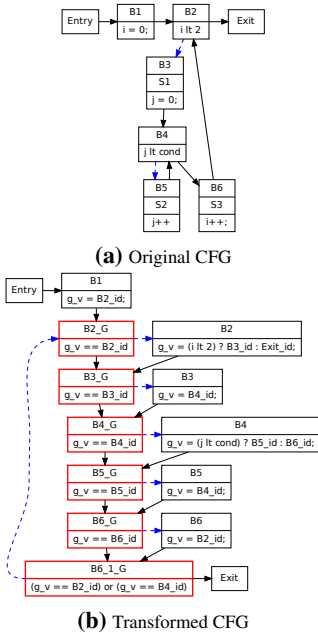 Entry
B1
i = 0;
B2
i lt 2
Exit
B3
S1
j = 0;
B4
j lt cond
B5
S2
j++
B6
S3
i++;
(a) Original CFG
Entry
B1
g_v = B2_id;
B2_G
g_v == B2_id
B2
g_v = (i lt 2) ? B3_id : Exit_id;
B3_G
g_v == B3_id
B3
g_v = B4_id;
B4_G
g_v == B4_id
B4
g_v = (j lt cond) ? B5_id : B6_id;
B5_G
g_v == B5_id
B5
g_v = B4_id;
B6_G
g_v == B6_id
B6
g_v = B2_id;
B6_1_G
(g_v == B2_id) or (g_v == B4_id)
Exit
(b) Transformed CFG